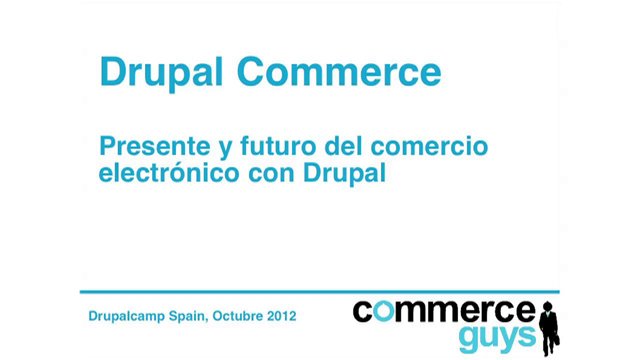 Drupal Commerce
Presente y futuro del comercio
electrónico con Drupal
Drupalcamp Spain, Octubre 2012
commerce
guys